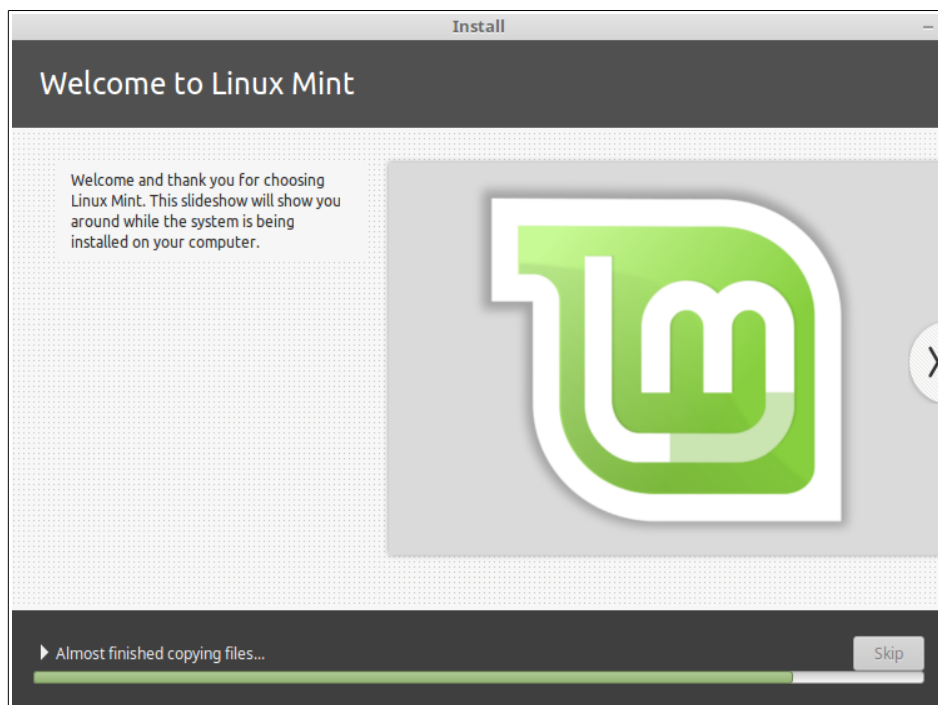 Install
Welcome to Linux Mint
Welcome and thank you for choosing
Linux Mint. This slideshow will show you
around while the system is being
installed on your computer.
lm
Almost finished copying files...
Skip